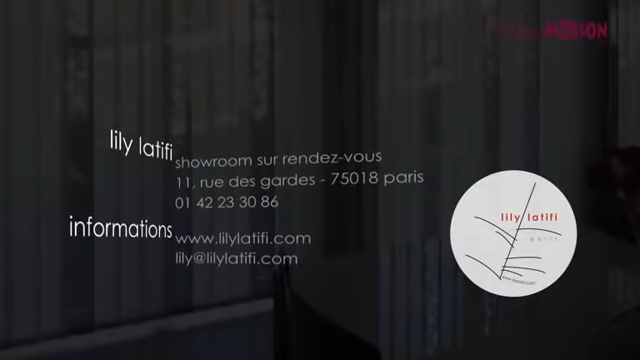 MAISON
lily latifi
showroom sur rendez-vous
11, rue des gardes - 75018 paris
01 42 23 30 86
informations
www.lilylatifi.com
lily@lilylatifi.com
lily latifi